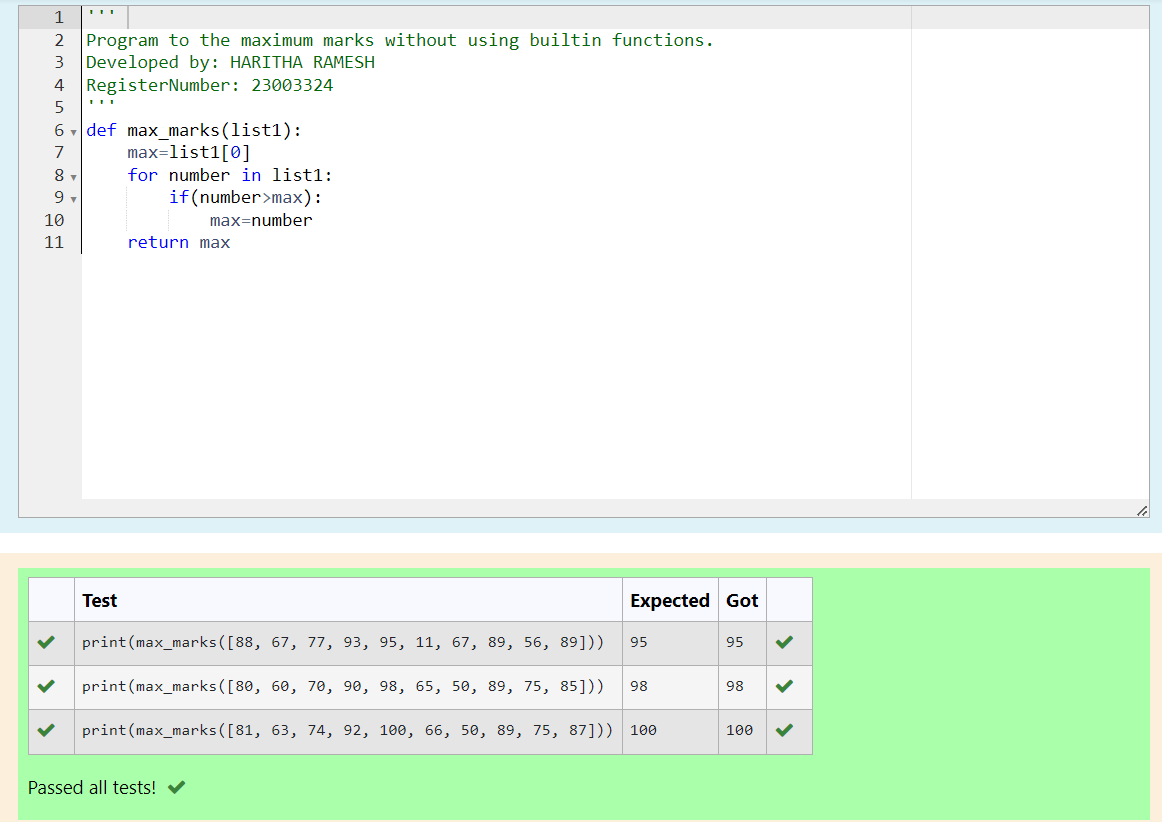 1 '''
2 Program to the maximum marks without using builtin functions.
3 Developed by: HARITHA RAMESH
4 RegisterNumber: 23003324
5 '''
6 def max_marks(list1):
7     max=list1[0]
8     for number in list1:
9         if(number>max):
10             max=number
11     return max
Test Expected Got
print(max_marks([88, 67, 77, 93, 95, 11, 67, 89, 56, 89])) 95 95
print(max_marks([80, 60, 70, 90, 98, 65, 50, 89, 75, 85])) 98 98
print(max_marks([81, 63, 74, 92, 100, 66, 50, 89, 75, 87])) 100 100
Passed all tests!